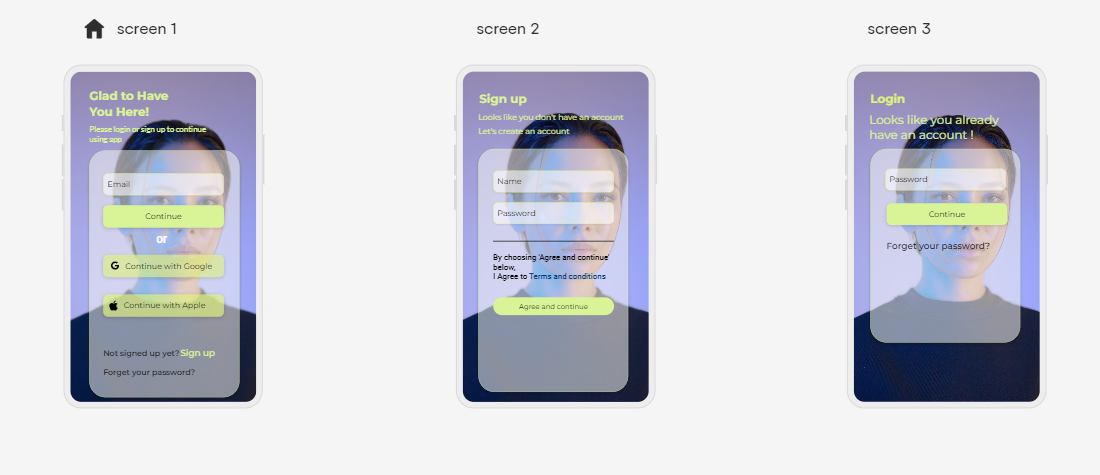 screen 1
Glad to Have
You Here!
Please login or sign up to continue
using app
Email
Continue
or
Continue with Google
Continue with Apple
Not signed up yet? Sign up
Forget your password?
screen 2
Sign up
Looks like you don't have an account
Let's create an account
Name
Password
By choosing 'Agree and continue'
below,
I Agree to Terms and conditions
Agree and continue
screen 3
Login
Looks like you already
have an account !
Password
Continue
Forget your password?